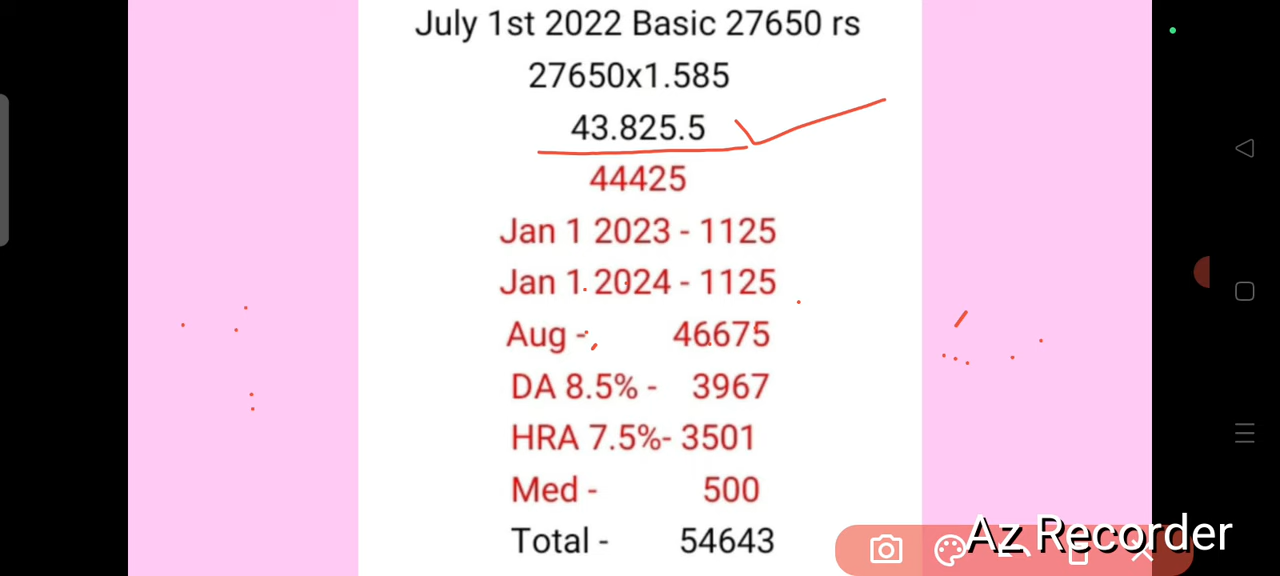 July 1st 2022 Basic 27650 rs
27650x1.585
43.825.5
44425
Jan 1 2023 - 1125
Jan 1 2024 - 1125
Aug - 46675
DA 8.5% - 3967
HRA 7.5%- 3501
Med - 500
Total - 54643
Az Recorder